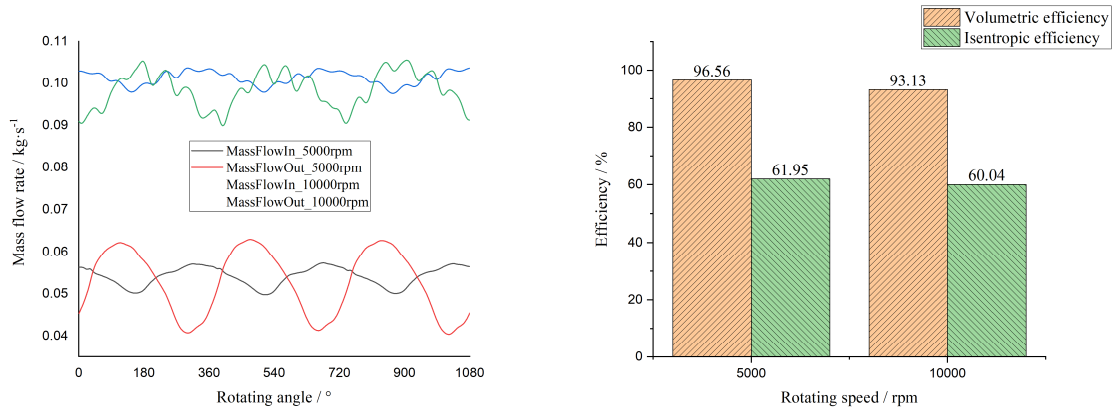 0.11
0.10
0.09
0.08
0.07
0.06
0.05
0.04
Mass flow rate / kg·s⁻¹
MassFlowIn_5000rpm
MassFlowOut_5000rpm
MassFlowIn_10000rpm
MassFlowOut_10000rpm
0 180 360 540 720 900 1080
Rotating angle / °
Volumetric efficiency
Isentropic efficiency
100
80
60
40
20
0
Efficiency / %
96.56
61.95
93.13
60.04
5000 10000
Rotating speed / rpm